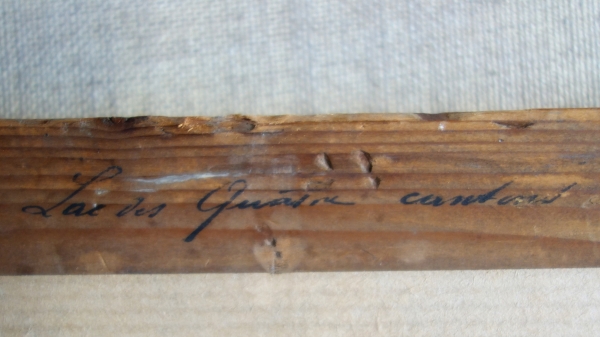 Lac des Quatre cantons